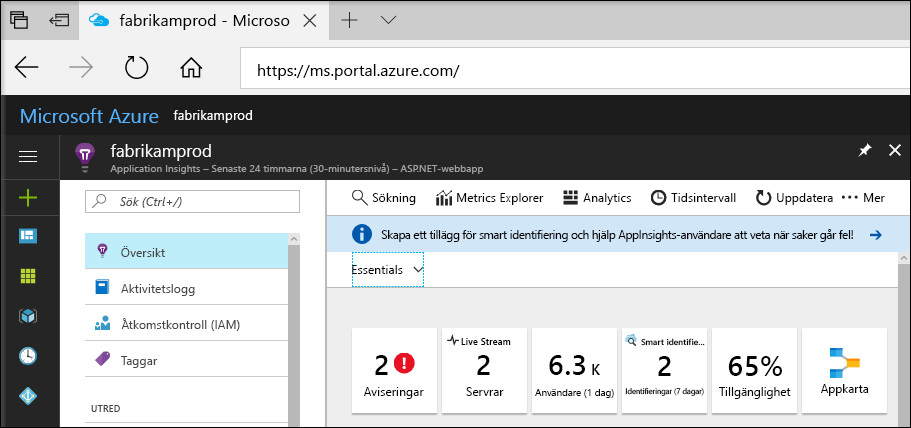 fabrikamprod - Microso
https://ms.portal.azure.com/
Microsoft Azure fabrikamprod
fabrikamprod
Application Insights – Senaste 24 timmarna (30-minutersnivå) – ASP.NET-webbapp
Sök (Ctrl+/)
Översikt
Aktivitetslogg
Åtkomstkontroll (IAM)
Taggar
UTRED
Sökning Metrics Explorer Analytics Tidsintervall Uppdatera Mer
Skapa ett tillägg för smart identifiering och hjälp AppInsights-användare att veta när saker går fel!
Essentials
2
Aviseringar
Live Stream
2
Servrar
6.3 K
Användare (1 dag)
Smart identifie...
2
Identifieringar (7 dagar)
65%
Tillgänglighet
Appkarta